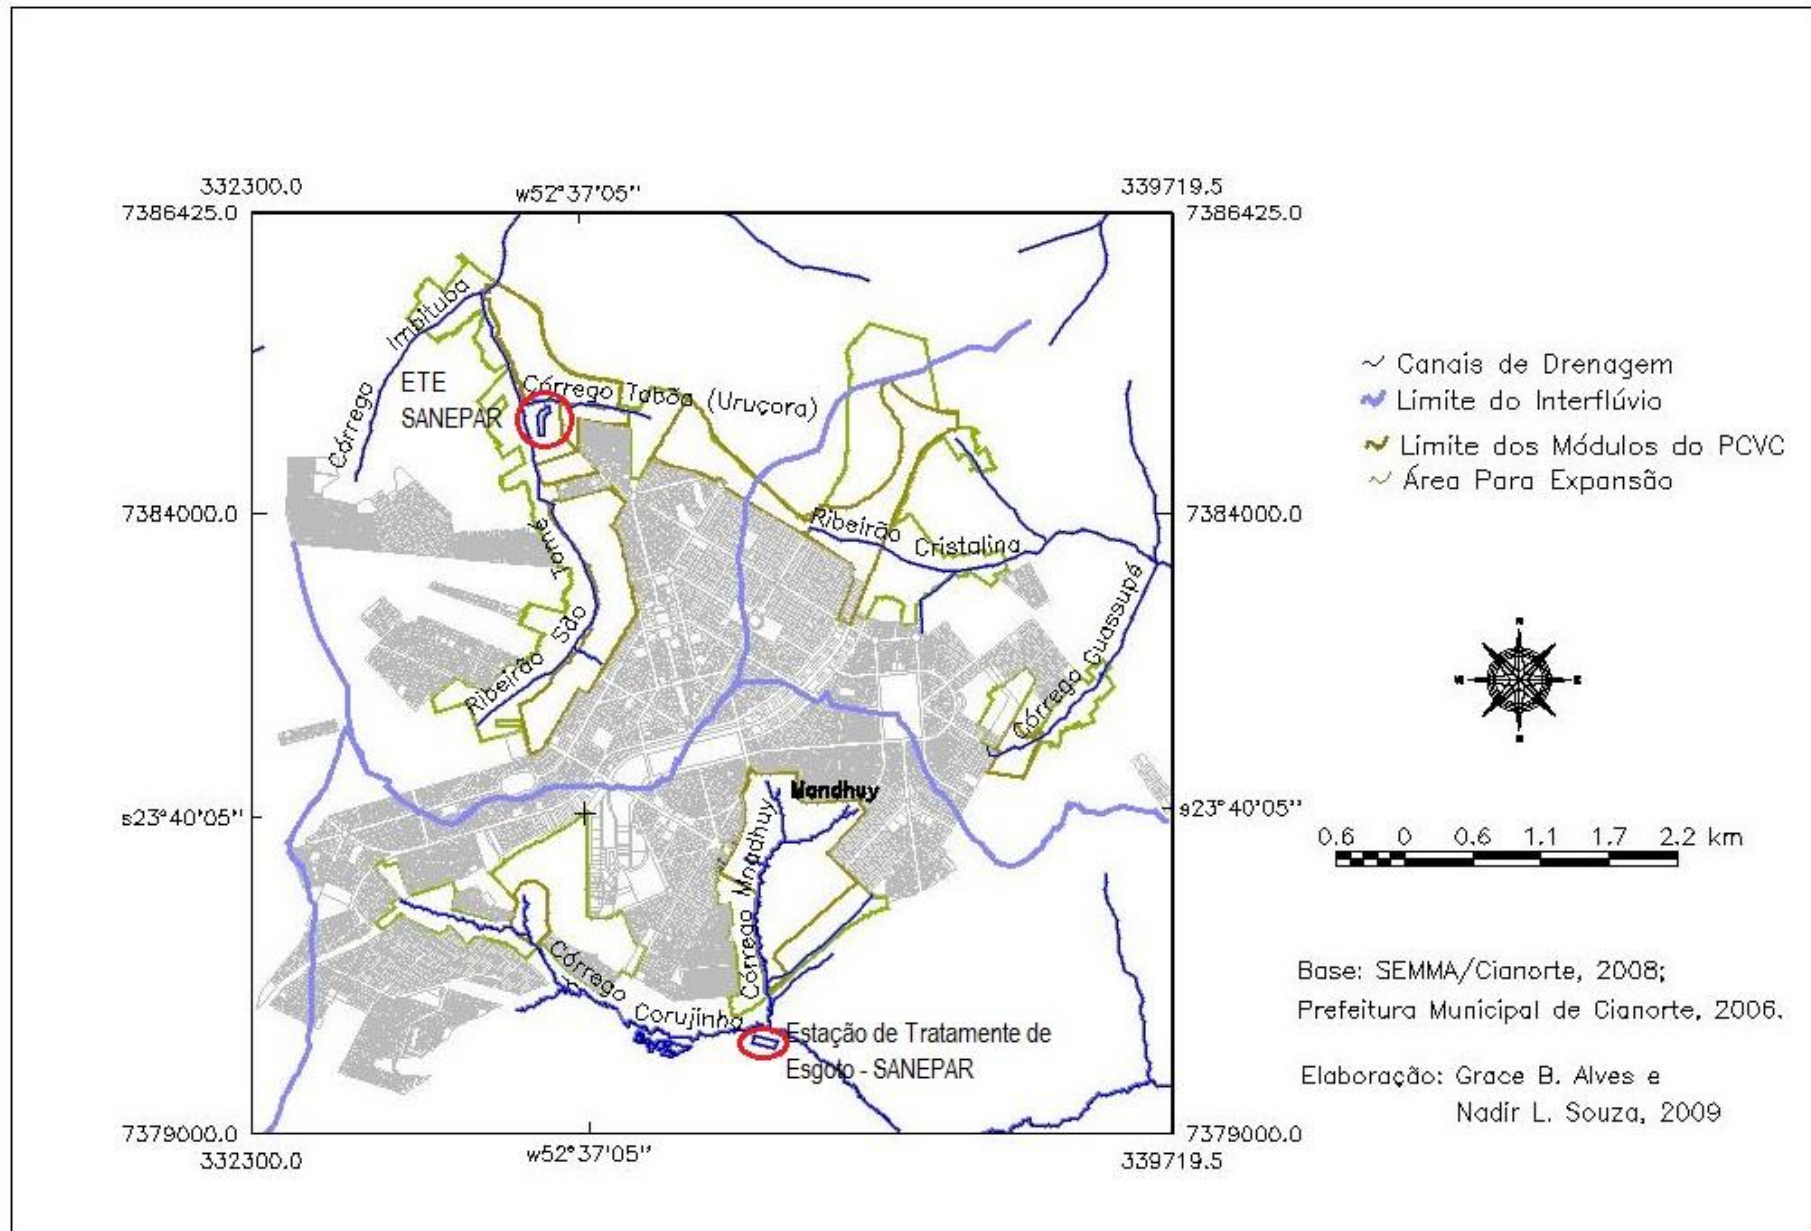 332300.0
w52°37'05"
339719.5
7386425.0
7386425.0
Córrego Imbituba
ETE
SANEPAR
Córrego Tabôa (Uruçora)
Canais de Drenagem
Limite do Interflúvio
Limite dos Módulos do PCVC
Área Para Expansão
7384000.0
7384000.0
Ribeirão Cristalina
Ribeirão São Tomé
Córrego Guassupé
N
W
E
S
Mandhuy
s23°40'05"
s23°40'05"
0.6 0 0.6 1.1 1.7 2.2 km
Córrego Mnadhuy
Córrego Corujinha
Estação de Tratamente de
Esgoto - SANEPAR
Base: SEMMA/Cianorte, 2008;
Prefeitura Municipal de Cianorte, 2006.
Elaboração: Grace B. Alves e
Nadir L. Souza, 2009
7379000.0
7379000.0
332300.0
w52°37'05"
339719.5